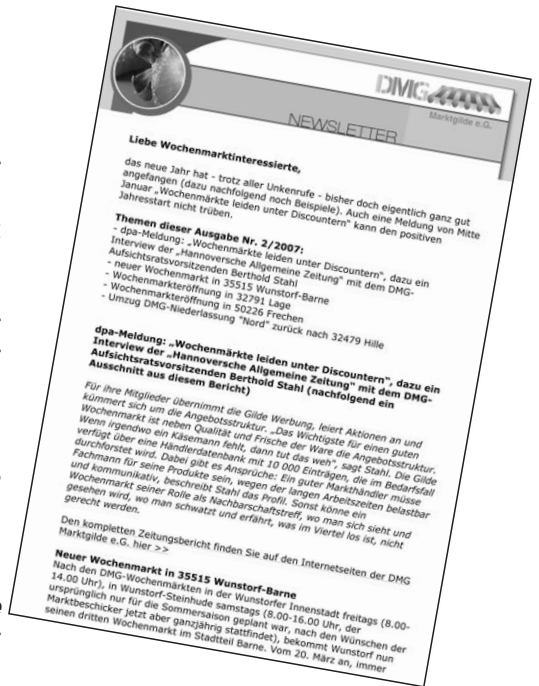 DMG
Marktgilde e.G.
NEWSLETTER
Liebe Wochenmarktinteressierte,
das neue Jahr hat - trotz aller Unkenrufe - bisher doch eigentlich ganz gut
angefangen (dazu nachfolgend noch Beispiele). Auch eine Meldung von Mitte
Januar „Wochenmärkte leiden unter Discountern“ kann den positiven
Jahresstart nicht trüben.
Themen dieser Ausgabe Nr. 2/2007:
- dpa-Meldung: „Wochenmärkte leiden unter Discountern“, dazu ein
Interview der „Hannoversche Allgemeine Zeitung“ mit dem DMG-
Aufsichtsratsvorsitzenden Berthold Stahl
- neuer Wochenmarkt in 35515 Wunstorf-Barne
- Wochenmarkteröffnung in 32791 Lage
- Wochenmarkteröffnung in 50226 Frechen
- Umzug DMG-Niederlassung "Nord" zurück nach 32479 Hille
dpa-Meldung: „Wochenmärkte leiden unter Discountern“, dazu ein
Interview der „Hannoversche Allgemeine Zeitung“ mit dem DMG-
Aufsichtsratsvorsitzenden Berthold Stahl (nachfolgend ein
Ausschnitt aus diesem Bericht)
Für ihre Mitglieder übernimmt die Gilde Werbung, leiert Aktionen an und
kümmert sich um die Angebotsstruktur. „Das Wichtigste für einen guten
Wochenmarkt ist neben Qualität und Frische der Ware die Angebotsstruktur.
Wenn irgendwo ein Käsemann fehlt, dann tut das weh“, sagt Stahl. Die Gilde
verfügt über eine Händlerdatenbank mit 10 000 Einträgen, die im Bedarfsfall
durchforstet wird. Dabei gibt es Ansprüche: Ein guter Markthändler müsse
Fachmann für seine Produkte sein, wegen der langen Arbeitszeiten belastbar
und kommunikativ, beschreibt Stahl das Profil. Sonst könne ein
Wochenmarkt seiner Rolle als Nachbarschaftstreff, wo man sich sieht und
gesehen wird, wo man schwatzt und erfährt, was im Viertel los ist, nicht
gerecht werden.
Den kompletten Zeitungsbericht finden Sie auf den Internetseiten der DMG
Marktgilde e.G. hier >>
Neuer Wochenmarkt in 35515 Wunstorf-Barne
Nach den DMG-Wochenmärkten in der Wunstorfer Innenstadt freitags (8.00-
14.00 Uhr), in Wunstorf-Steinhude samstags (8.00-16.00 Uhr, der
ursprünglich nur für die Sommersaison geplant war, nach den Wünschen der
Marktbeschicker jetzt aber ganzjährig stattfindet), bekommt Wunstorf nun
seinen dritten Wochenmarkt im Stadtteil Barne. Vom 20. März an, immer